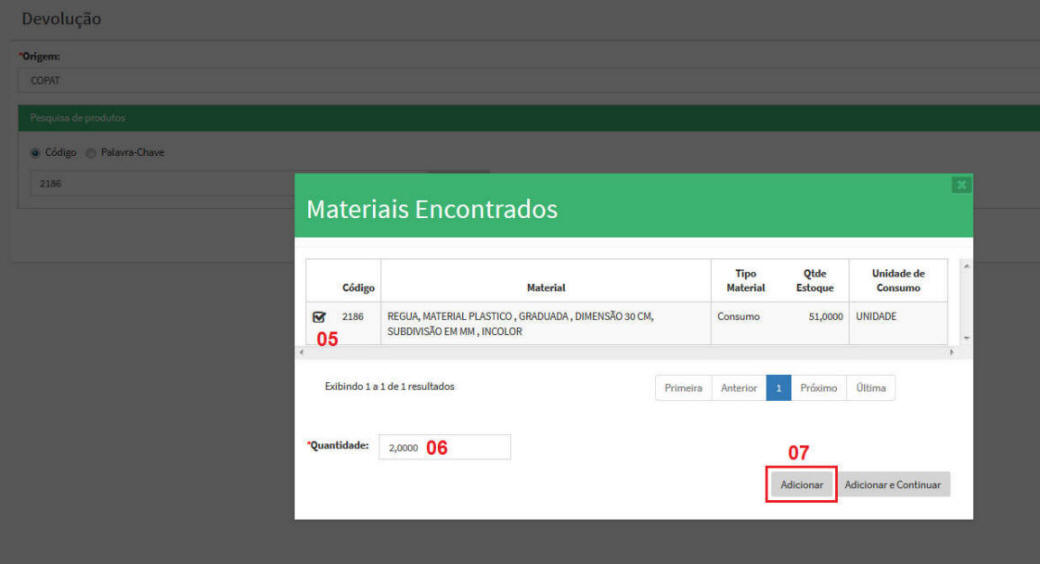 Devolução
*Origem:
COPAT
Pesquisa de produtos
Código Palavra-Chave
2186
Materiais Encontrados
Código Material Tipo Material Qtde Estoque Unidade de Consumo
2186 REGUA, MATERIAL PLASTICO , GRADUADA , DIMENSÃO 30 CM, Consumo 51,0000 UNIDADE
SUBDIVISÃO EM MM , INCOLOR
05
Exibindo 1 a 1 de 1 resultados Primeira Anterior 1 Próximo Última
*Quantidade: 2,0000 06
07
Adicionar Adicionar e Continuar